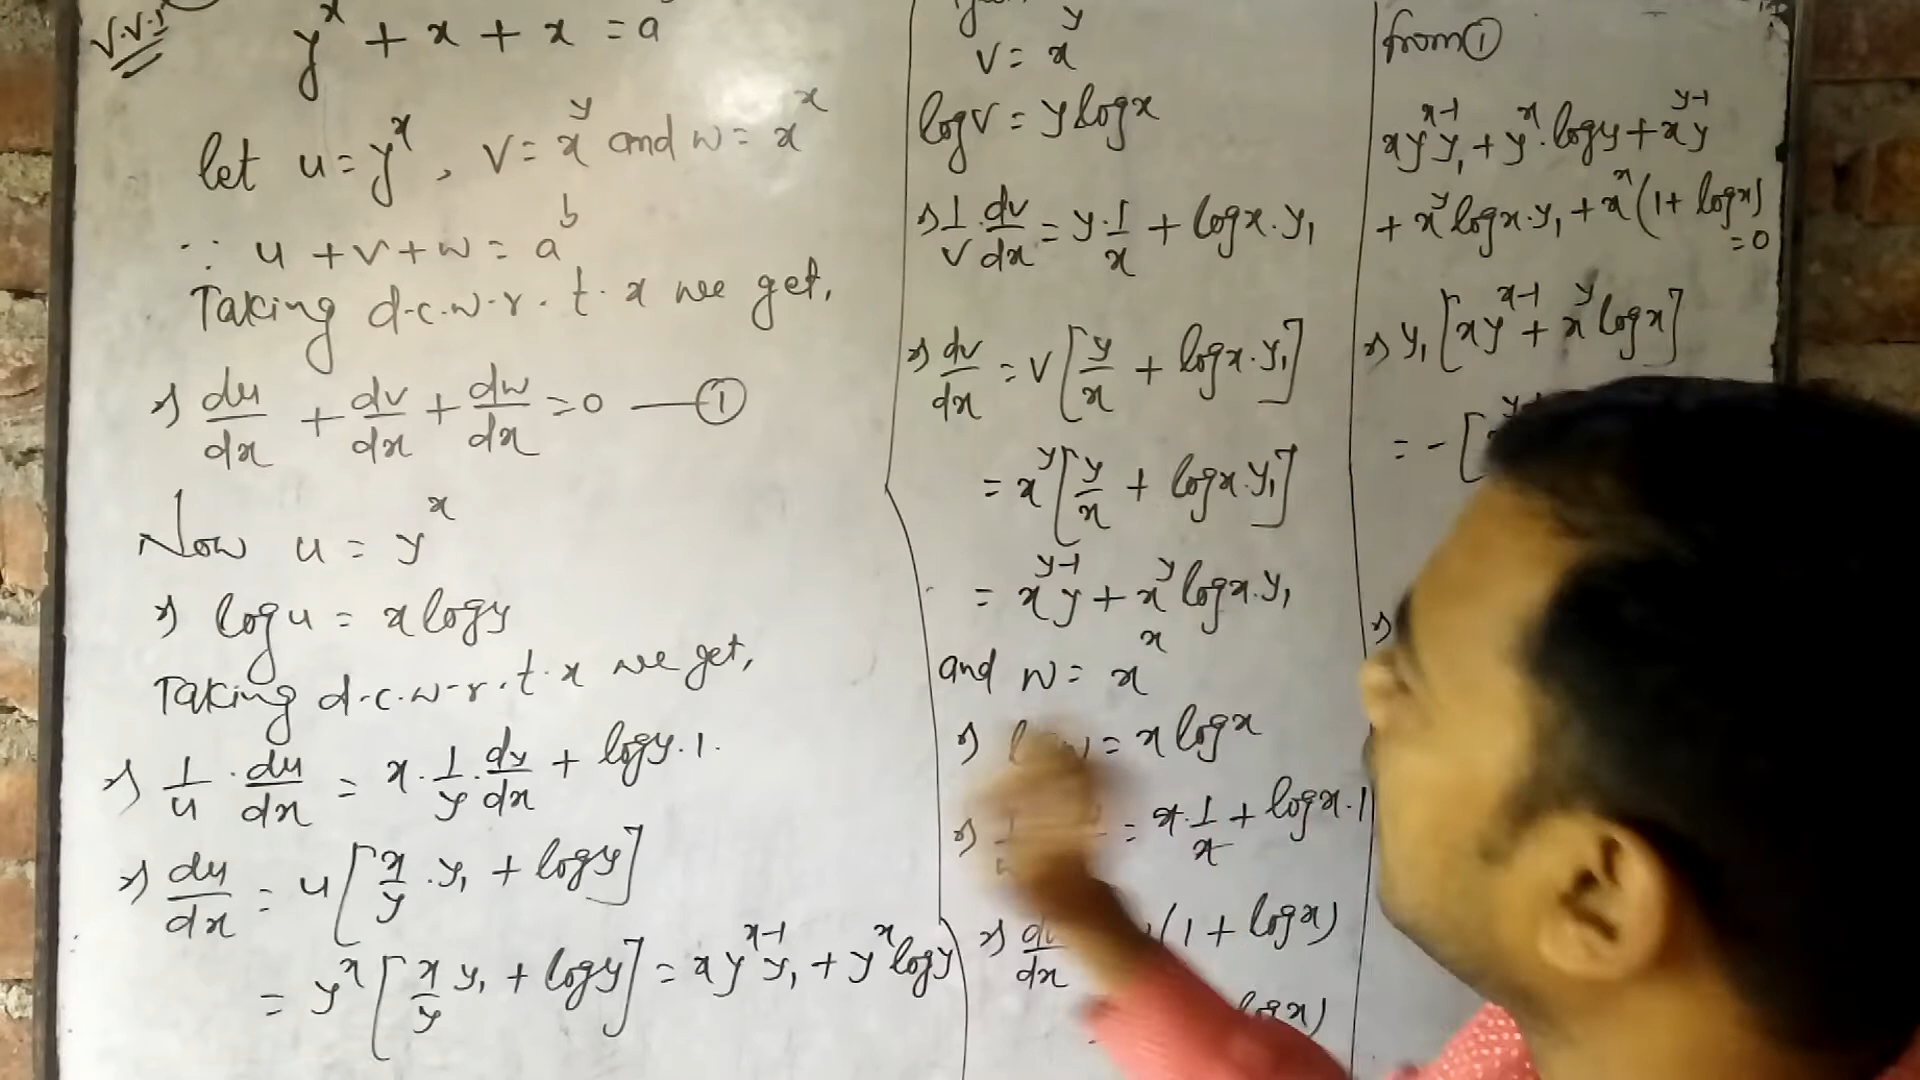 V.V.I
y^x + x + x = a
let u = y^x, v = x^y and w = x^x
∴ u + v + w = a^b
Taking d.c.w.r.t. x we get,
⇒ du/dx + dv/dx + dw/dx = 0 — ①
Now u = y^x
⇒ log u = x log y
Taking d.c.w.r.t. x we get,
⇒ 1/u · du/dx = x · 1/y · dy/dx + log y · 1.
⇒ du/dx = u [x/y · y₁ + log y]
= y^x [x/y y₁ + log y] = x y^(x-1) y₁ + y^x log y
v = x^y
log v = y log x
⇒ 1/v dv/dx = y · 1/x + log x · y₁
⇒ dv/dx = v [y/x + log x · y₁]
= x^y [y/x + log x · y₁]
= x^(y-1) y + x^y log x · y₁
and w = x^x
⇒ = x log x
⇒ = x · 1/x + log x · 1
⇒ d/dx (1 + log x)
log x)
from ①
x y^(x-1) y₁ + y^x · log y + x^(y-1) y
+ x^y log x · y₁ + x^x (1 + log x)
= 0
⇒ y₁ [x y^(x-1) + x^y log x]
= - [
⇒